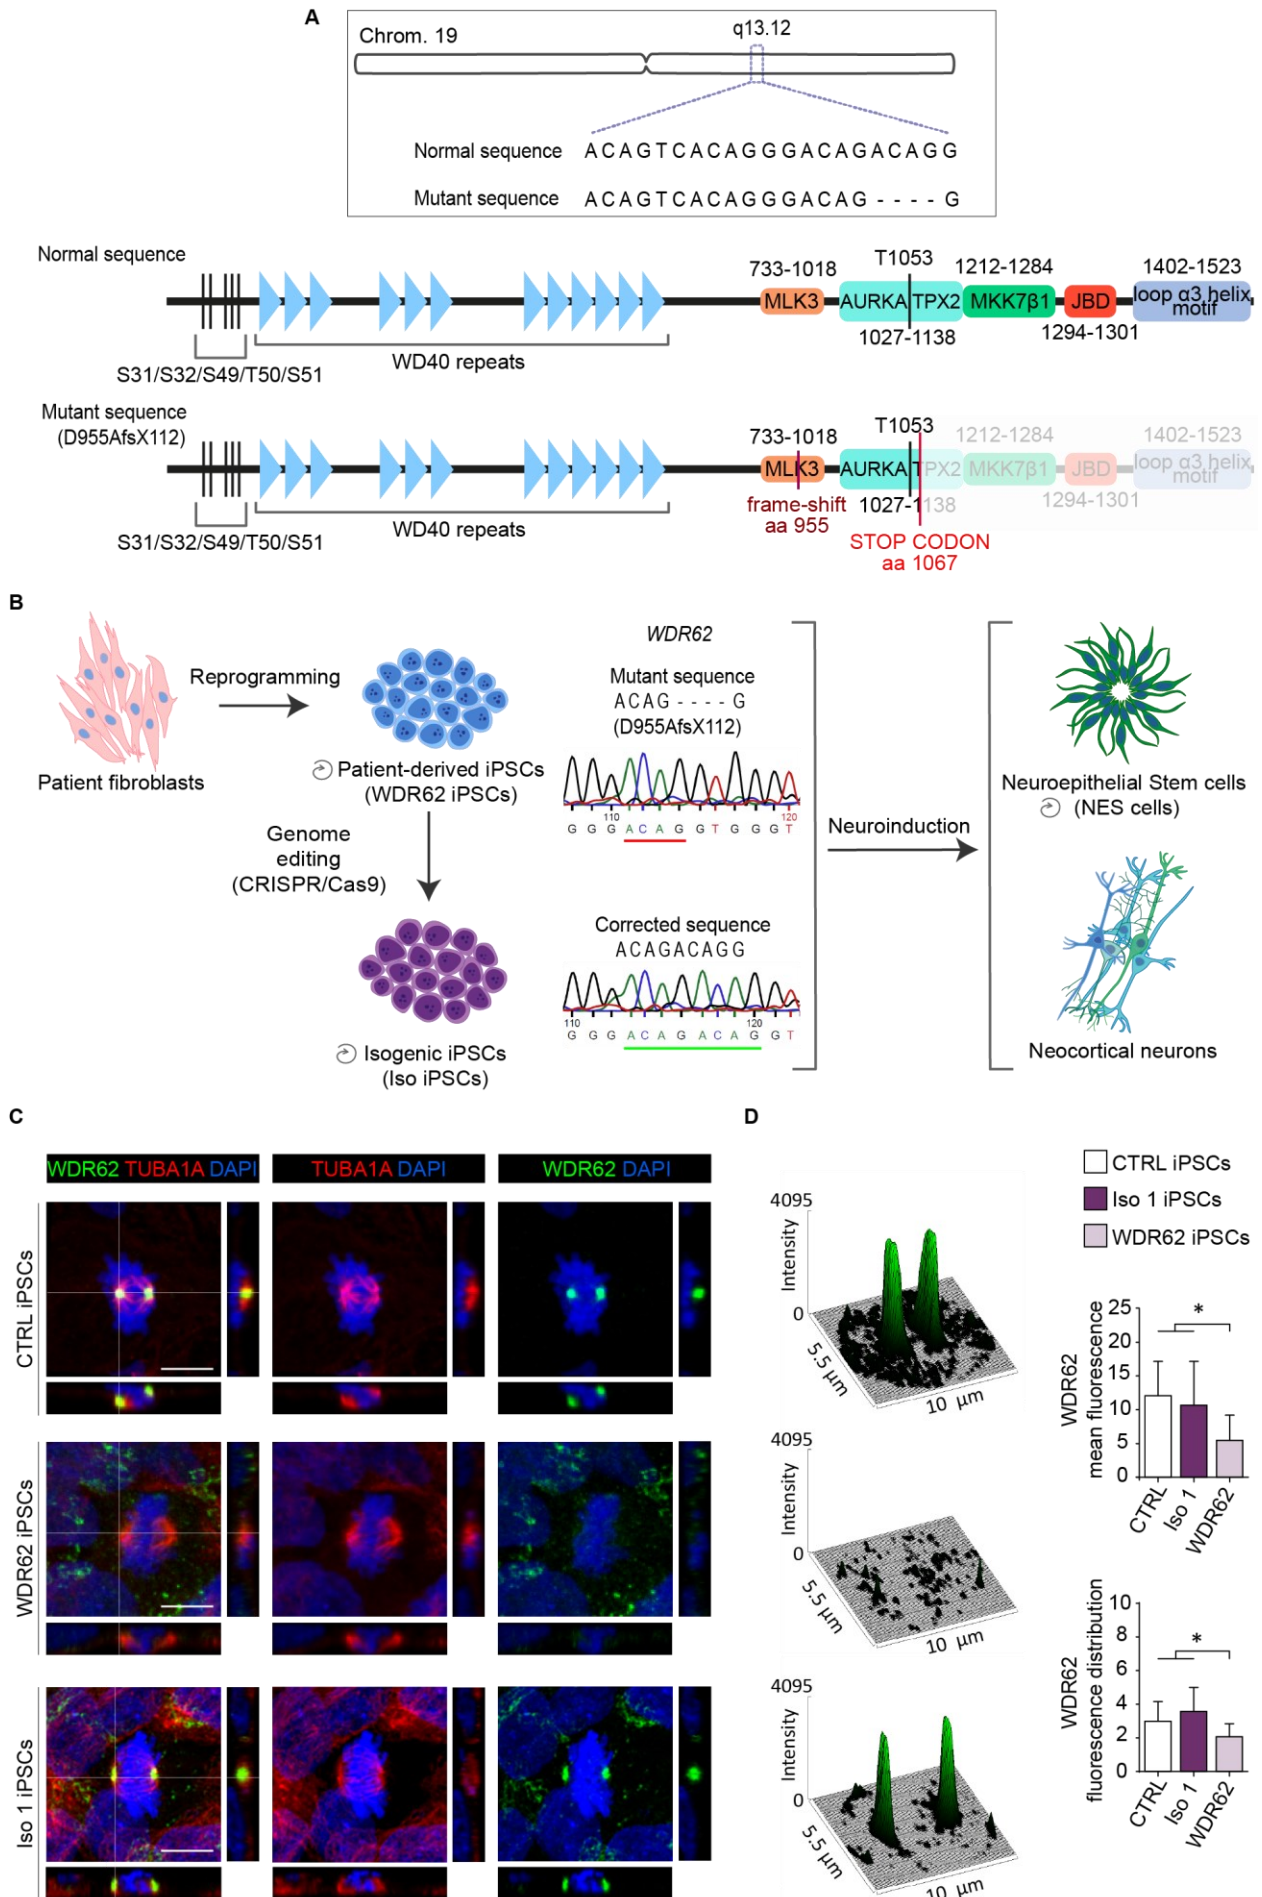 A
Chrom. 19
q13.12
Normal sequence ACAGTCACAGGGACAGACAGG
Mutant sequence ACAGTCACAGGGACAG - - - - G
Normal sequence
733-1018
T1053
1212-1284
1402-1523
MLK3
AURKA TPX2
MKK7β1
JBD
loop α3 helix
motif
1027-1138
1294-1301
S31/S32/S49/T50/S51
WD40 repeats
Mutant sequence
(D955AfsX112)
733-1018
T1053
1212-1284
1402-1523
MLK3
AURKA TPX2
MKK7β1
JBD
loop α3 helix
motif
frame-shift
aa 955
1027-1138
1294-1301
S31/S32/S49/T50/S51
WD40 repeats
STOP CODON
aa 1067
B
Patient fibroblasts
Reprogramming
Patient-derived iPSCs
(WDR62 iPSCs)
Genome
editing
(CRISPR/Cas9)
Isogenic iPSCs
(Iso iPSCs)
WDR62
Mutant sequence
ACAG - - - - G
(D955AfsX112)
110 120
G G G A C A G G T G G G T
Corrected sequence
ACAGACAGG
110 120
G G G A C A G A C A G G T
Neuroinduction
Neuroepithelial Stem cells
(NES cells)
Neocortical neurons
C
WDR62 TUBA1A DAPI
TUBA1A DAPI
WDR62 DAPI
CTRL iPSCs
WDR62 iPSCs
Iso 1 iPSCs
D
4095
Intensity
0
5.5 μm
10 μm
4095
Intensity
0
5.5 μm
10 μm
4095
Intensity
0
5.5 μm
10 μm
CTRL iPSCs
Iso 1 iPSCs
WDR62 iPSCs
WDR62
mean fluorescence
25
20
15
10
5
0
*
CTRL
Iso 1
WDR62
WDR62
fluorescence distribution
10
8
6
4
2
0
*
CTRL
Iso 1
WDR62